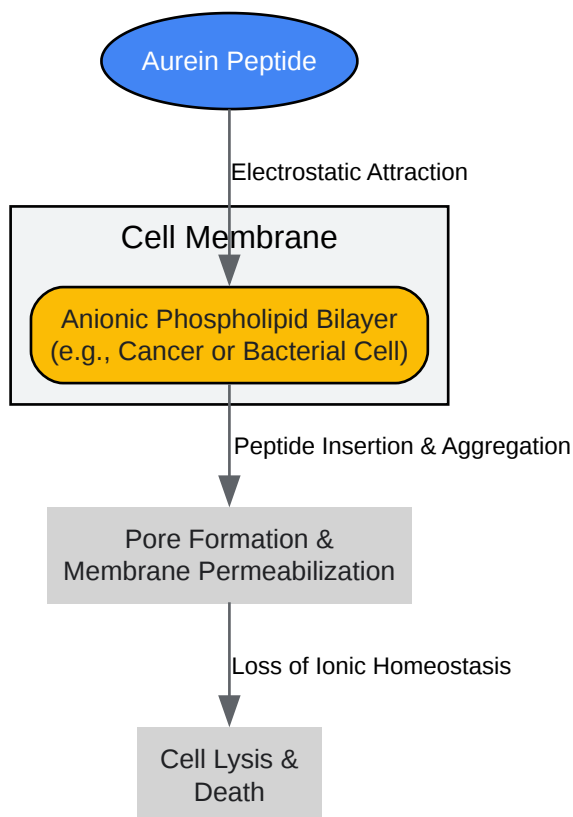 Aurein Peptide
Electrostatic Attraction
Cell Membrane
Anionic Phospholipid Bilayer
(e.g., Cancer or Bacterial Cell)
Peptide Insertion & Aggregation
Pore Formation &
Membrane Permeabilization
Loss of Ionic Homeostasis
Cell Lysis &
Death